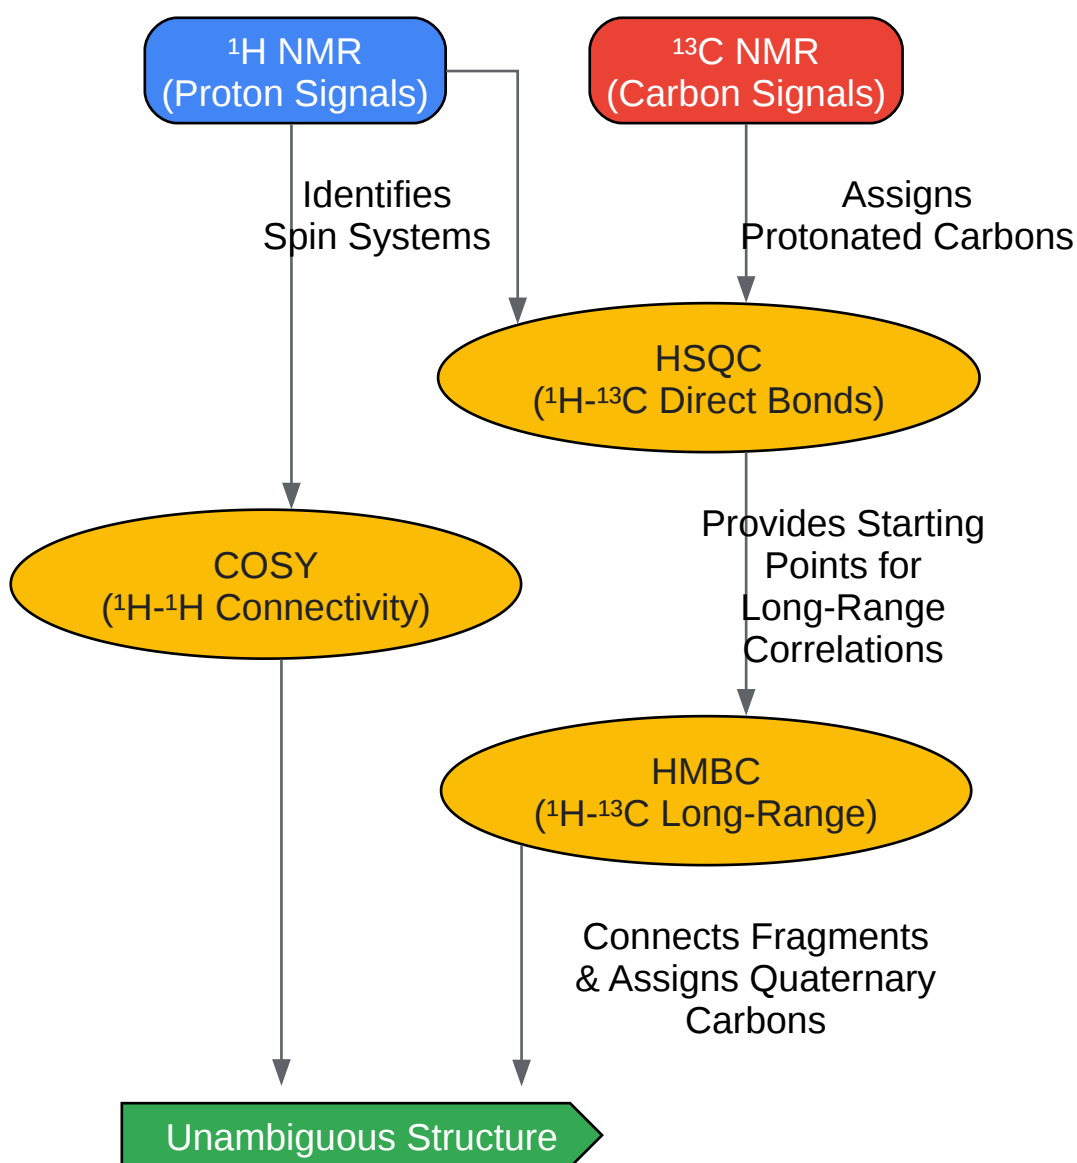 ¹H NMR
(Proton Signals)
¹³C NMR
(Carbon Signals)
Identifies
Spin Systems
Assigns
Protonated Carbons
HSQC
(¹H-¹³C Direct Bonds)
Provides Starting
Points for
Long-Range
Correlations
COSY
(¹H-¹H Connectivity)
HMBC
(¹H-¹³C Long-Range)
Connects Fragments
& Assigns Quaternary
Carbons
Unambiguous Structure